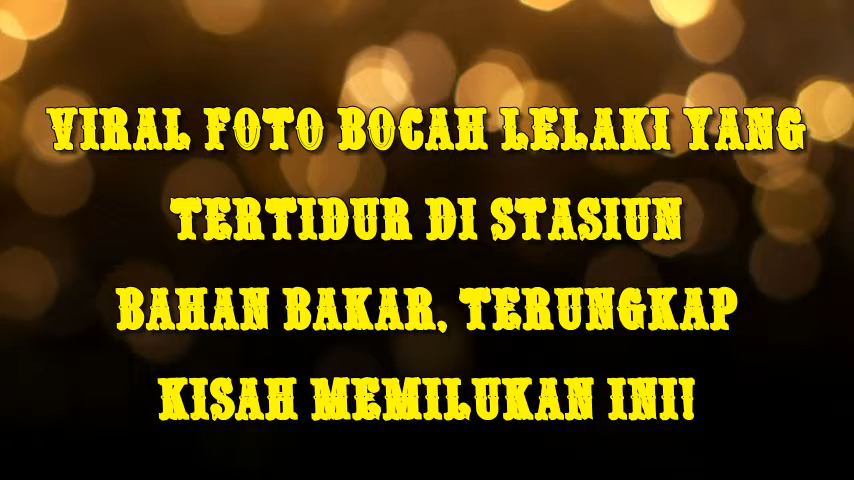 VIRAL FOTO BOCAH LELAKI YANG
TERTIDUR DI STASIUN
BAHAN BAKAR, TERUNGKAP
KISAH MEMILUKAN INI!